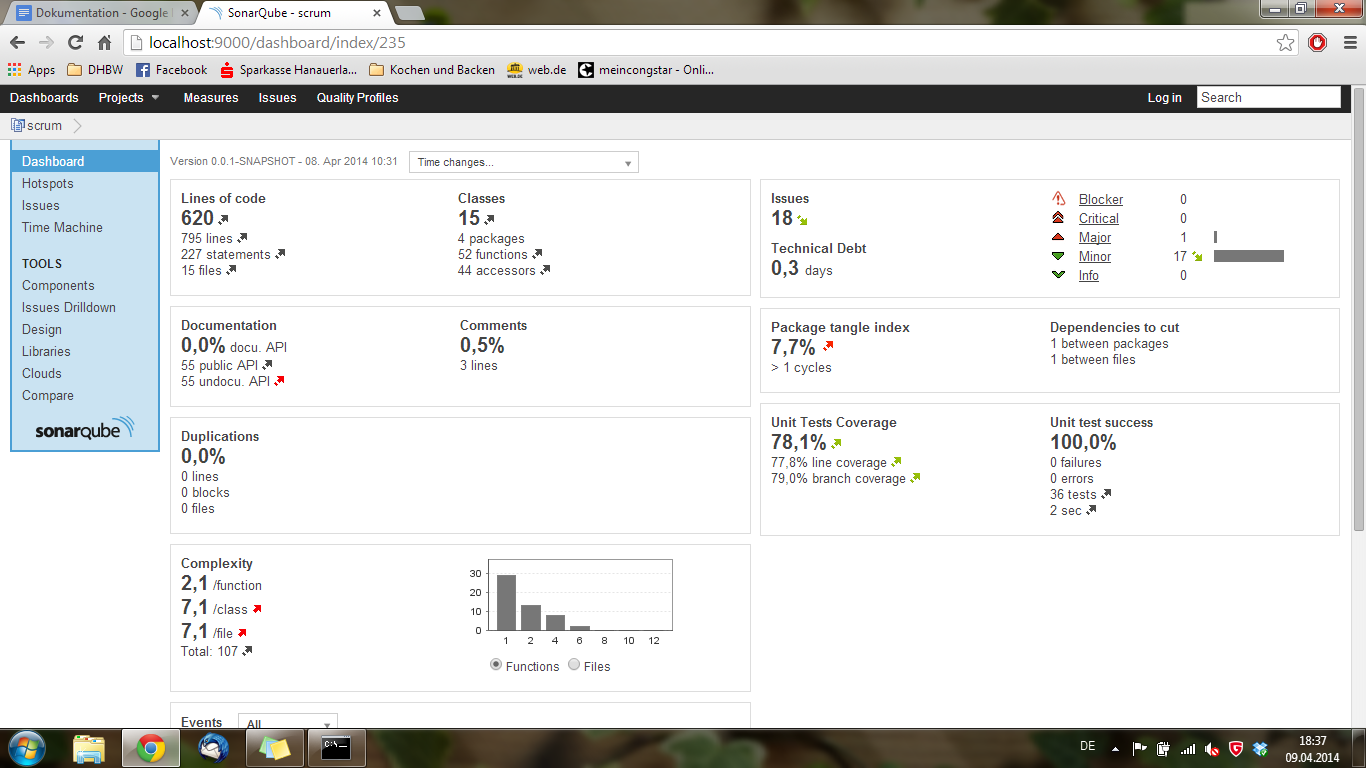 Dokumentation - Google
SonarQube - scrum
localhost:9000/dashboard/index/235
Apps DHBW Facebook Sparkasse Hanauerla... Kochen und Backen web.de meincongstar - Onli...
Dashboards Projects Measures Issues Quality Profiles Log in Search
scrum
Dashboard
Hotspots
Issues
Time Machine
TOOLS
Components
Issues Drilldown
Design
Libraries
Clouds
Compare
sonarqube
Version 0.0.1-SNAPSHOT - 08. Apr 2014 10:31 Time changes...
Lines of code
620
795 lines
227 statements
15 files
Classes
15
4 packages
52 functions
44 accessors
Documentation
0,0% docu. API
55 public API
55 undocu. API
Comments
0,5%
3 lines
Duplications
0,0%
0 lines
0 blocks
0 files
Complexity
2,1 /function
7,1 /class
7,1 /file
Total: 107
30
20
10
0
1 2 4 6 8 10 12
Functions Files
Events All
Issues
18
Technical Debt
0,3 days
Blocker 0
Critical 0
Major 1
Minor 17
Info 0
Package tangle index
7,7%
> 1 cycles
Dependencies to cut
1 between packages
1 between files
Unit Tests Coverage
78,1%
77,8% line coverage
79,0% branch coverage
Unit test success
100,0%
0 failures
0 errors
36 tests
2 sec
C:\
DE
18:37
09.04.2014